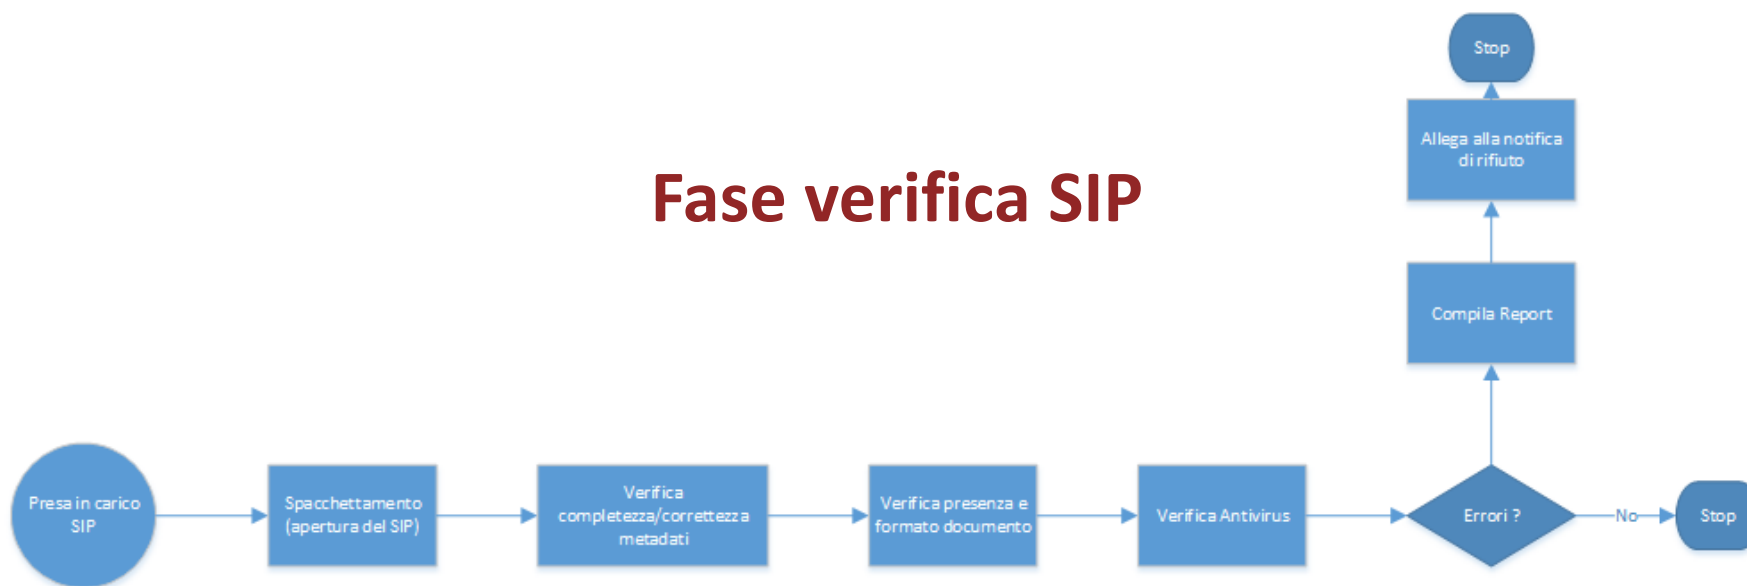 Stop
Allega alla notifica
di rifiuto
Fase verifica SIP
Compila Report
Presa in carico
SIP
Spacchettamento
(apertura del SIP)
Verifica
completezza/correttezza
metadati
Verifica presenza e
formato documento
Verifica Antivirus
Errori ?
No
Stop